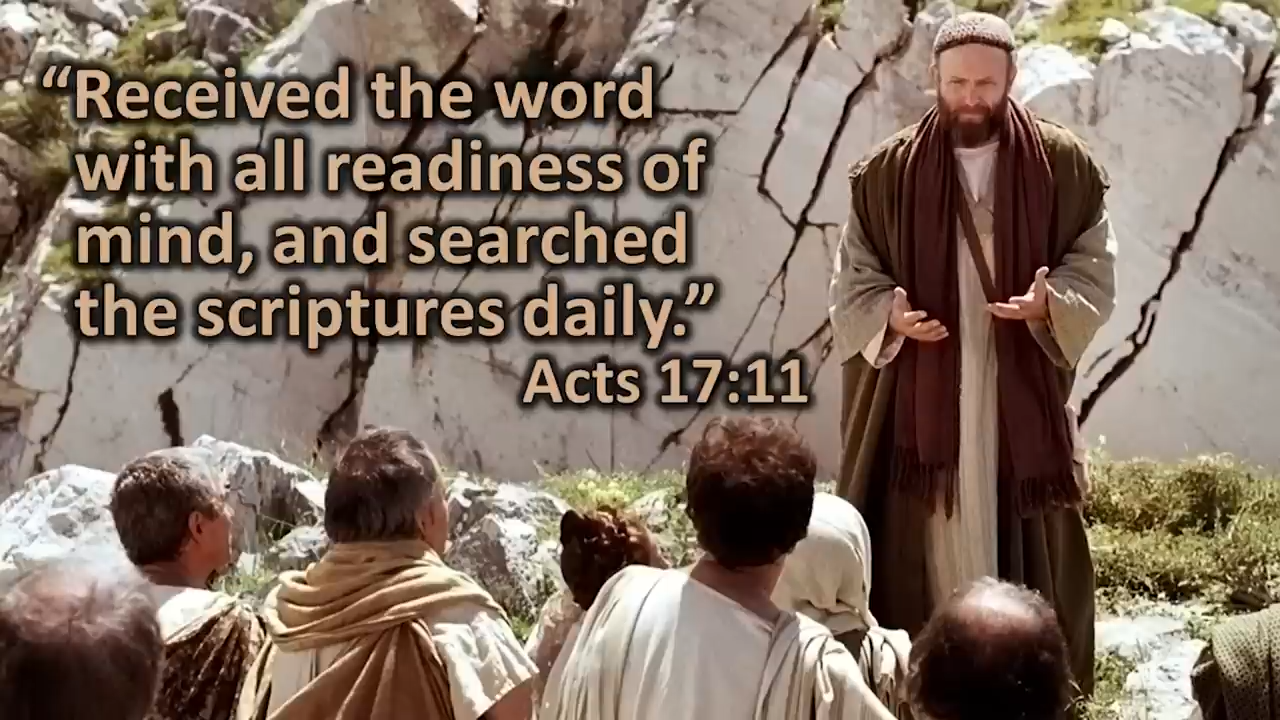 “Received the word
with all readiness of
mind, and searched
the scriptures daily.”
Acts 17:11